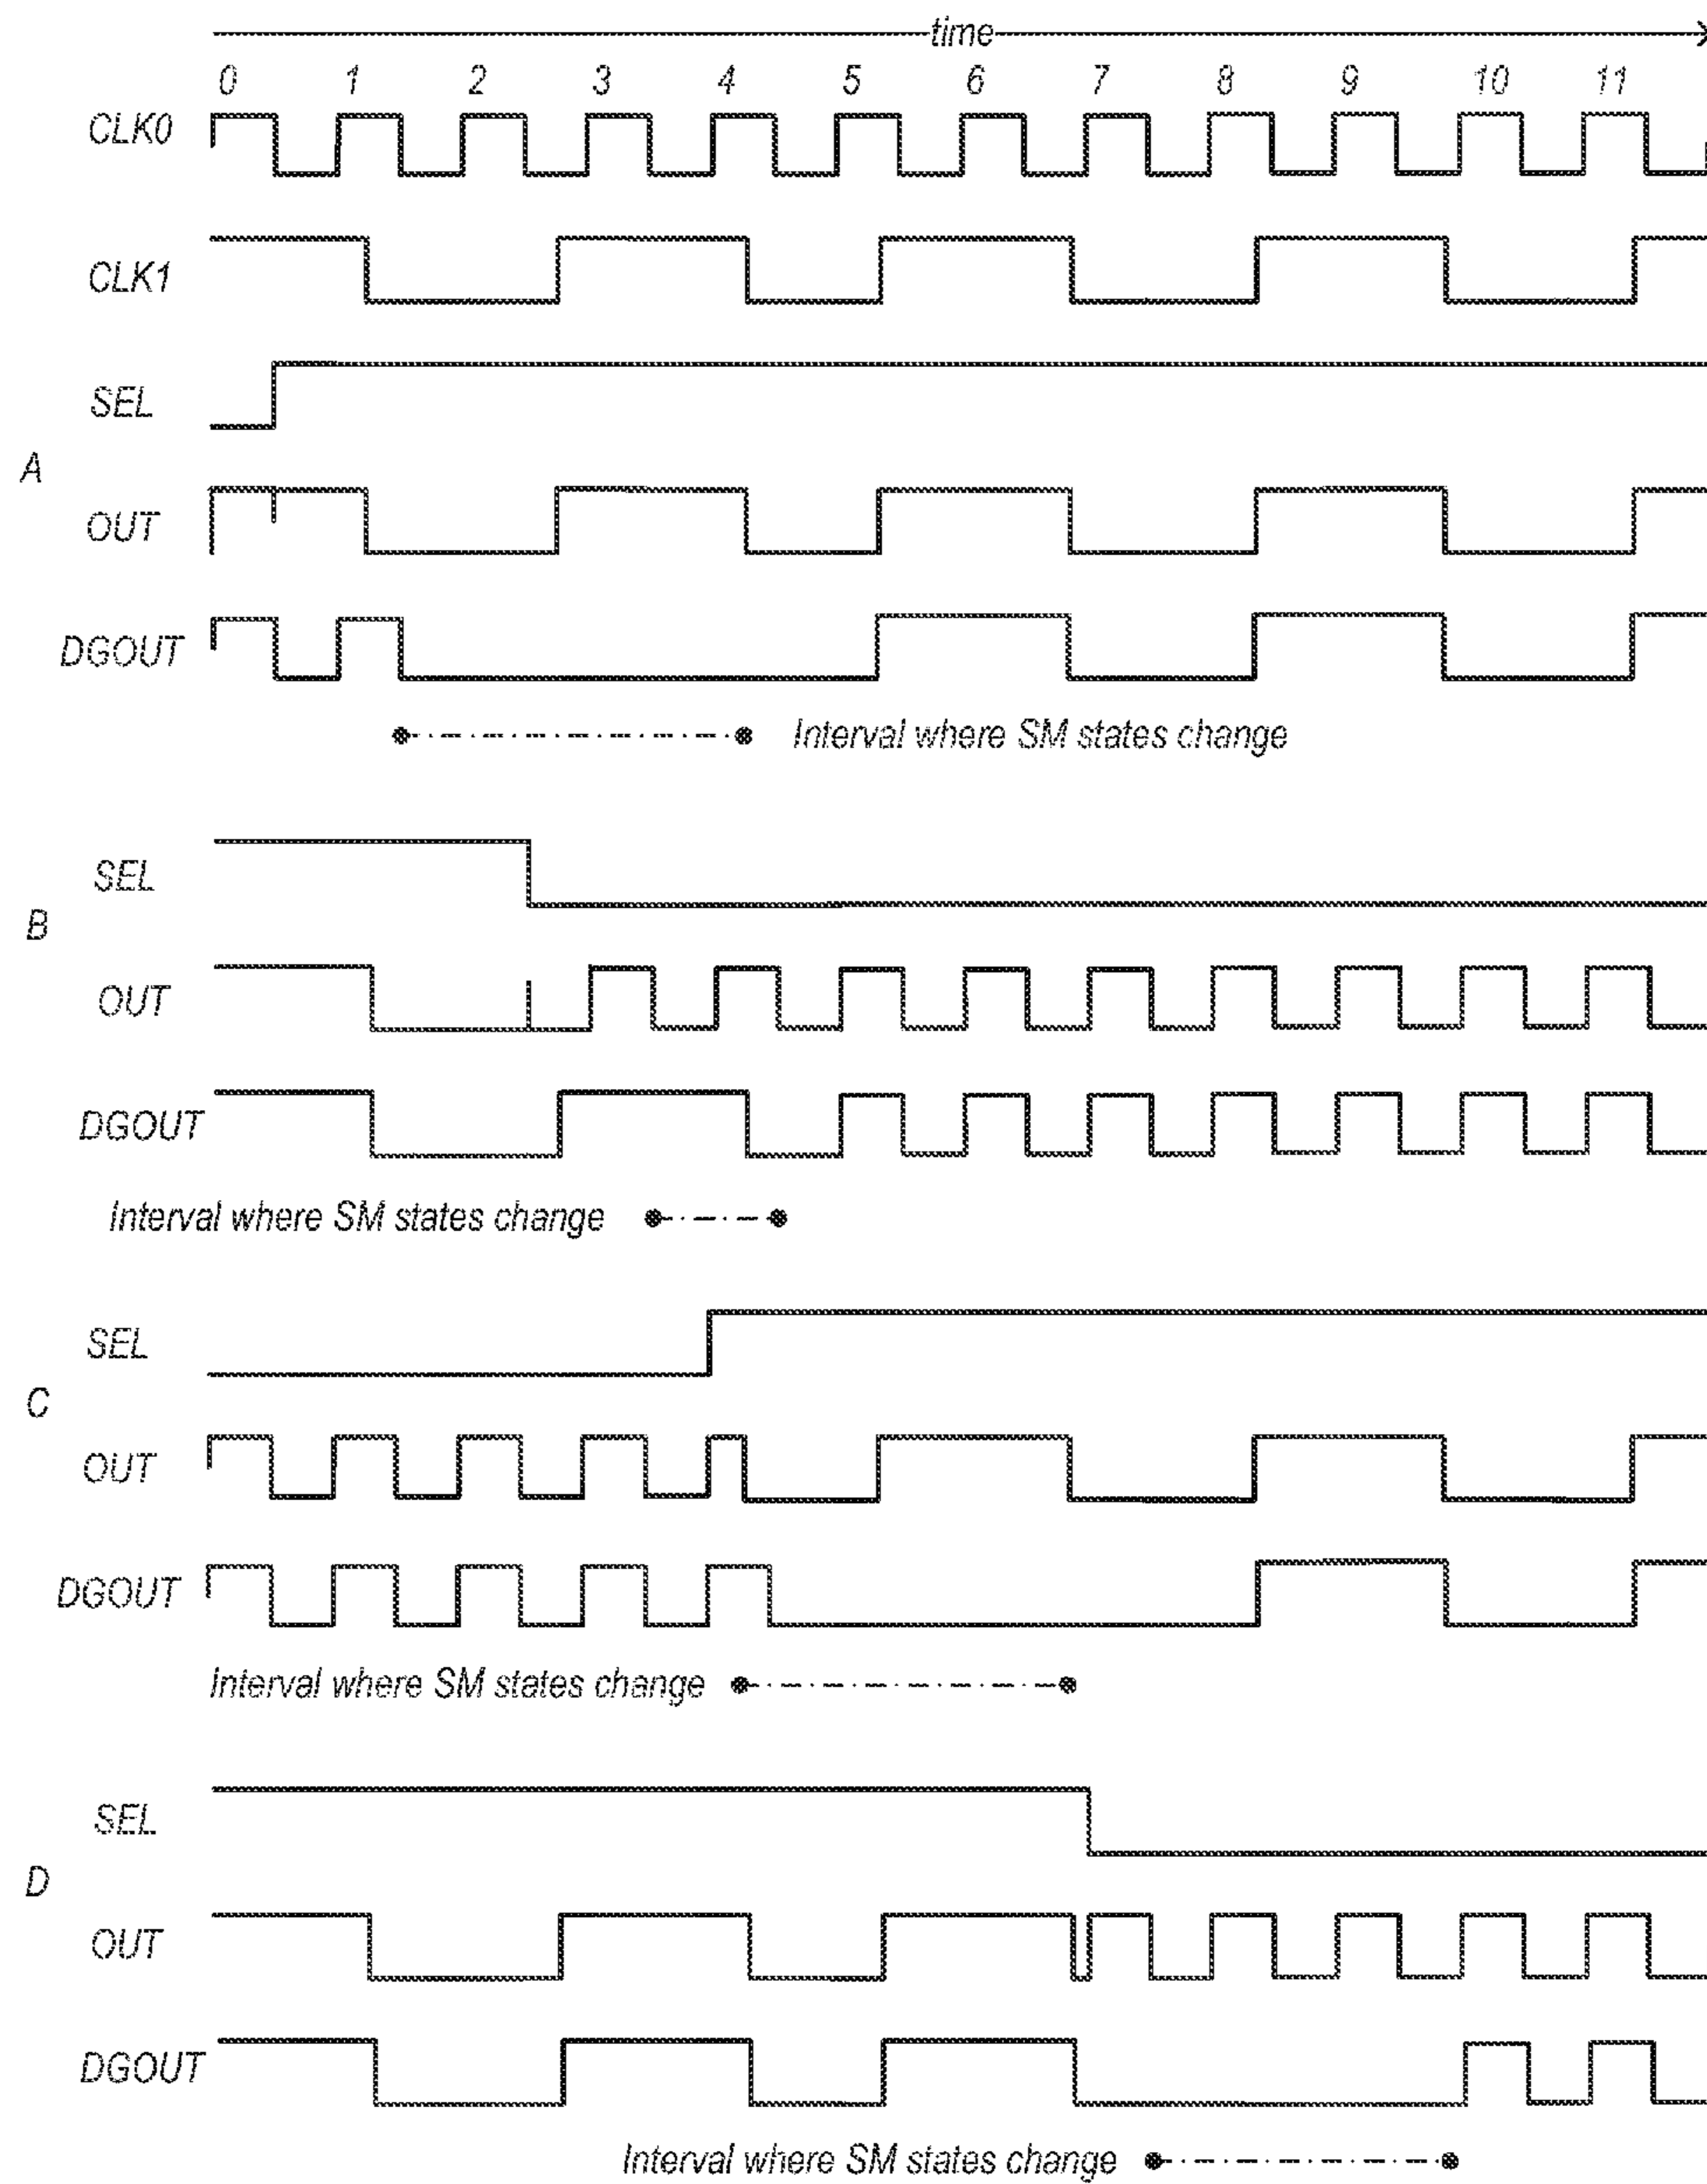 time
0 1 2 3 4 5 6 7 8 9 10 11
CLK0
CLK1
SEL
A
OUT
DGOUT
Interval where SM states change
SEL
B
OUT
DGOUT
Interval where SM states change
SEL
C
OUT
DGOUT
Interval where SM states change
SEL
D
OUT
DGOUT
Interval where SM states change